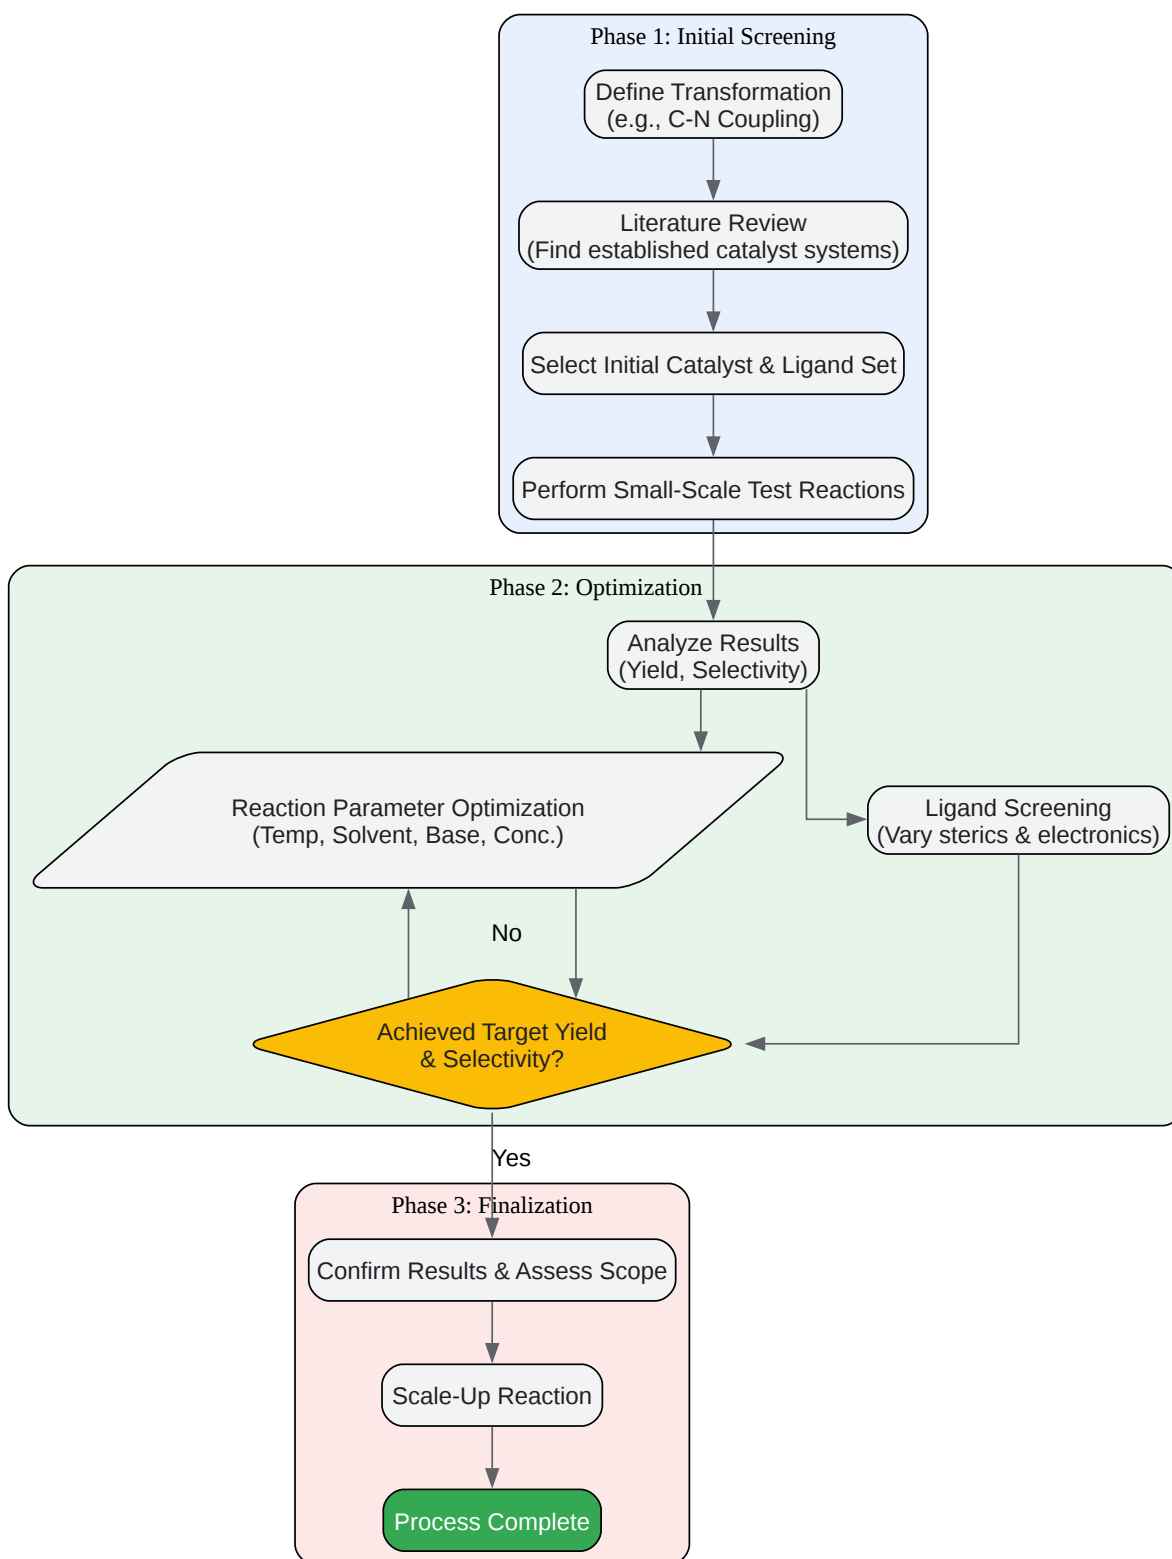 Phase 1: Initial Screening
Define Transformation
(e.g., C-N Coupling)
Literature Review
(Find established catalyst systems)
Select Initial Catalyst & Ligand Set
Perform Small-Scale Test Reactions
Phase 2: Optimization
Analyze Results
(Yield, Selectivity)
Reaction Parameter Optimization
(Temp, Solvent, Base, Conc.)
Ligand Screening
(Vary sterics & electronics)
No
Achieved Target Yield
& Selectivity?
Yes
Phase 3: Finalization
Confirm Results & Assess Scope
Scale-Up Reaction
Process Complete